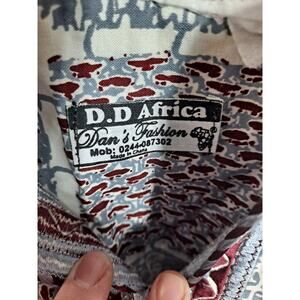 D.D Africa
Dan's Fashion
Mob: 0244-087302
Made in Ghana